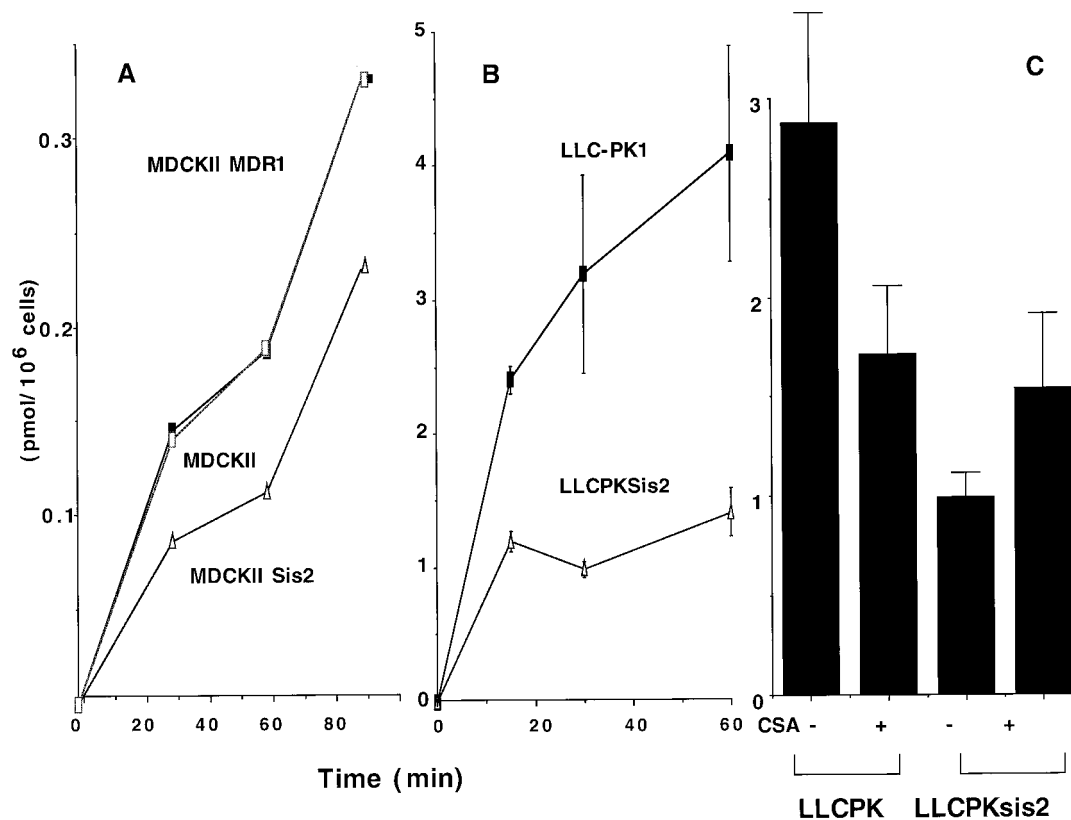 A
B
C
(pmol/10⁶ cells)
0.3
0.2
0.1
MDCKII MDR1
MDCKII
MDCKII Sis2
0 20 40 60 80
5
4
3
2
1
0
LLC-PK1
LLCPKSis2
0 20 40 60
3
2
1
0
CSA - + - +
LLCPK LLCPKsis2
Time (min)